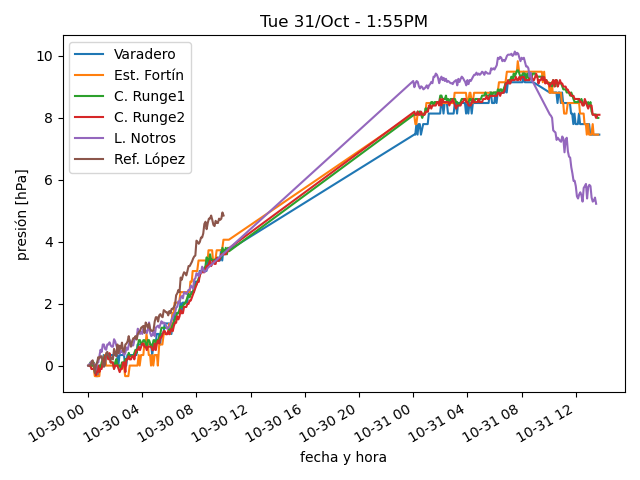 Tue 31/Oct - 1:55PM
Varadero
Est. Fortín
C. Runge1
C. Runge2
L. Notros
Ref. López
presión [hPa]
10
8
6
4
2
0
10-30 00
10-30 04
10-30 08
10-30 12
10-30 16
10-30 20
10-31 00
10-31 04
10-31 08
10-31 12
fecha y hora